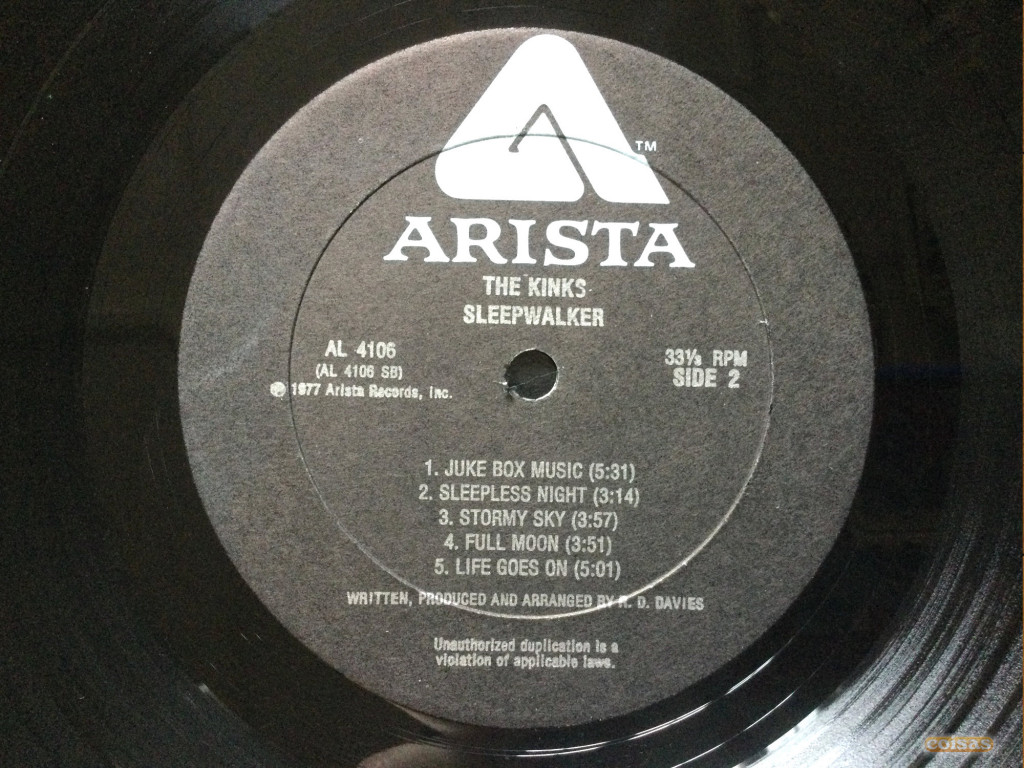 TM
ARISTA
THE KINKS
SLEEPWALKER
AL 4106
(AL 4106 SB)
℗ 1977 Arista Records, Inc.
33⅓ RPM
SIDE 2
1. JUKE BOX MUSIC (5:31)
2. SLEEPLESS NIGHT (3:14)
3. STORMY SKY (3:57)
4. FULL MOON (3:51)
5. LIFE GOES ON (5:01)
WRITTEN, PRODUCED AND ARRANGED BY R. D. DAVIES
Unauthorized duplication is a
violation of applicable laws.
coisas